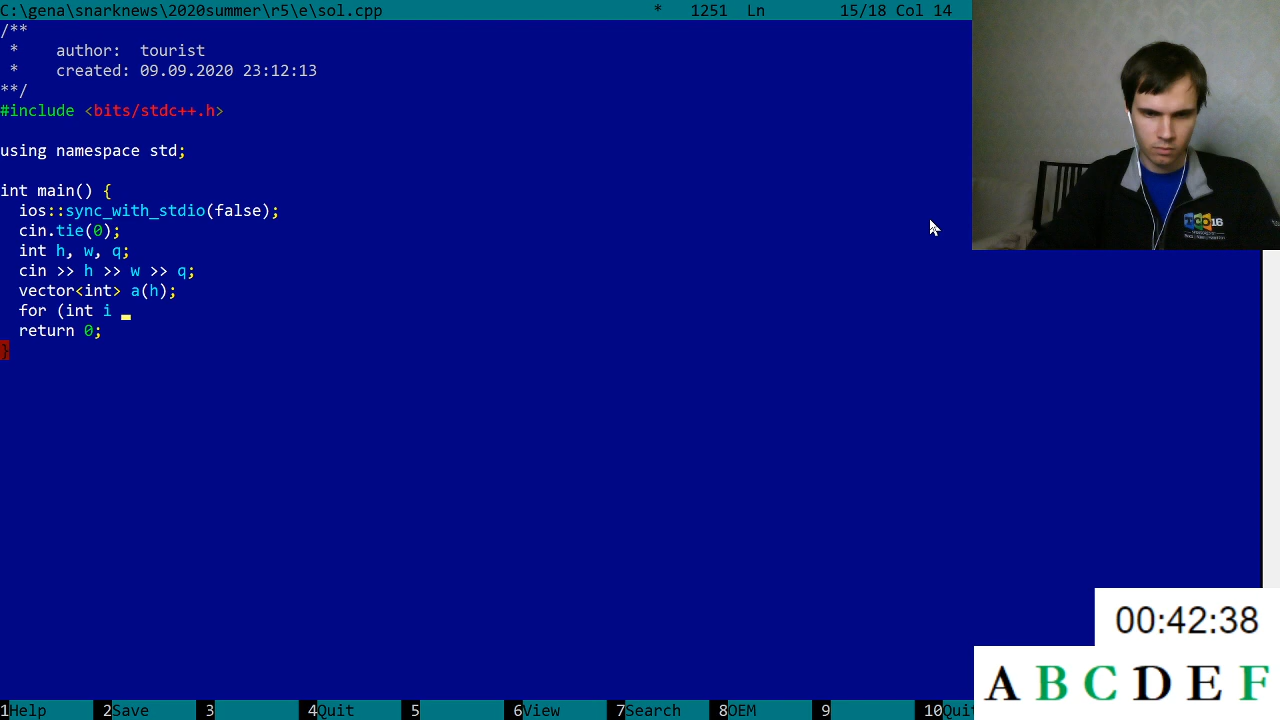 C:\gena\snarknews\2020summer\r5\e\sol.cpp * 1251 Ln 15/18 Col 14
/**
 *    author:  tourist
 *    created: 09.09.2020 23:12:13
**/
#include <bits/stdc++.h>
using namespace std;
int main() {
  ios::sync_with_stdio(false);
  cin.tie(0);
  int h, w, q;
  cin >> h >> w >> q;
  vector<int> a(h);
  for (int i _
  return 0;
}
00:42:38
A B C D E F
1Help 2Save 3 4Quit 5 6View 7Search 8OEM 9 10Quit